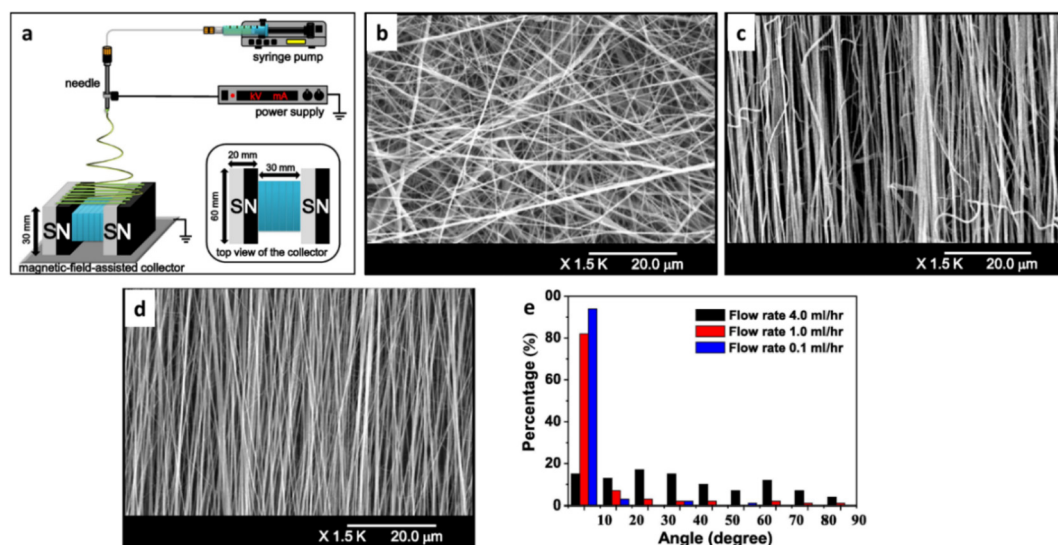 a
syringe pump
needle
kV mA
power supply
20 mm
30 mm
60 mm
S N
S N
top view of the collector
30 mm
S N
S N
magnetic-field-assisted collector
b
X 1.5 K 20.0 µm
c
X 1.5 K 20.0 µm
d
X 1.5 K 20.0 µm
e
00
80
60
40
20
0
Percentage (%)
Flow rate 4.0 ml/hr
Flow rate 1.0 ml/hr
Flow rate 0.1 ml/hr
10 20 30 40 50 60 70 80 90
Angle (degree)